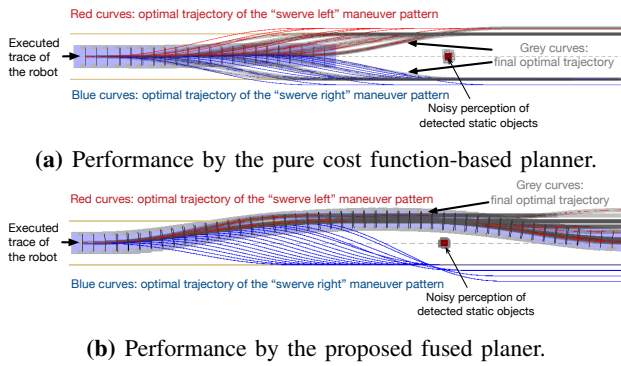 Red curves: optimal trajectory of the “swerve left” maneuver pattern
Executed
trace of
the robot
Grey curves:
final optimal trajectory
Blue curves: optimal trajectory of the “swerve right” maneuver pattern
Noisy perception of
detected static objects
(a) Performance by the pure cost function-based planner.
Grey curves:
final optimal trajectory
Red curves: optimal trajectory of the “swerve left” maneuver pattern
Executed
trace of
the robot
Blue curves: optimal trajectory of the “swerve right” maneuver pattern
Noisy perception of
detected static objects
(b) Performance by the proposed fused planer.